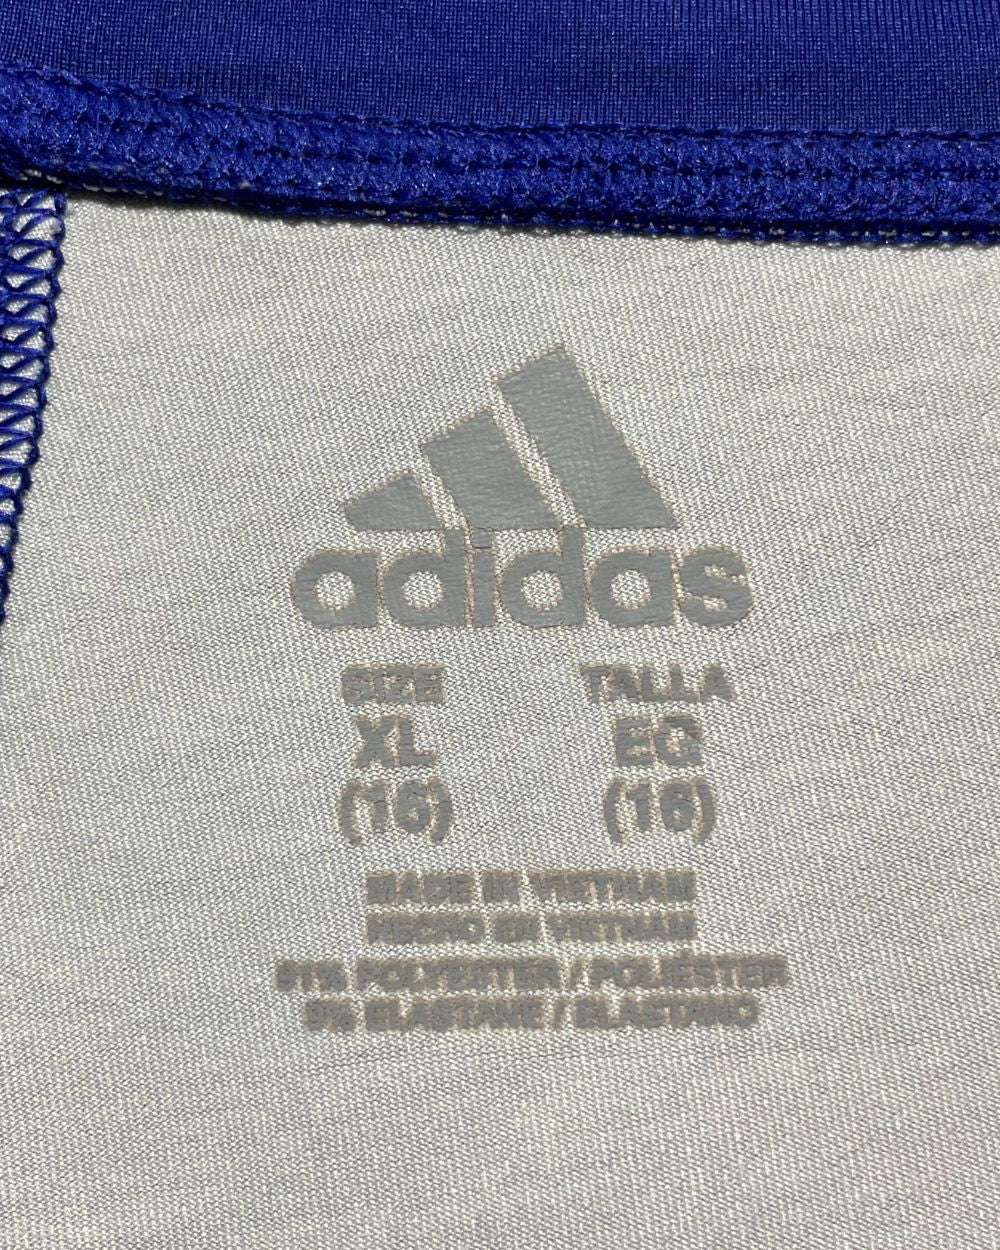 adidas
SIZE TALLA
XL EG
(16) (16)
MADE IN VIETNAM
HECHO EN VIETNAM
91% POLYESTER / POLIÉSTER
9% ELASTANE / ELASTANO